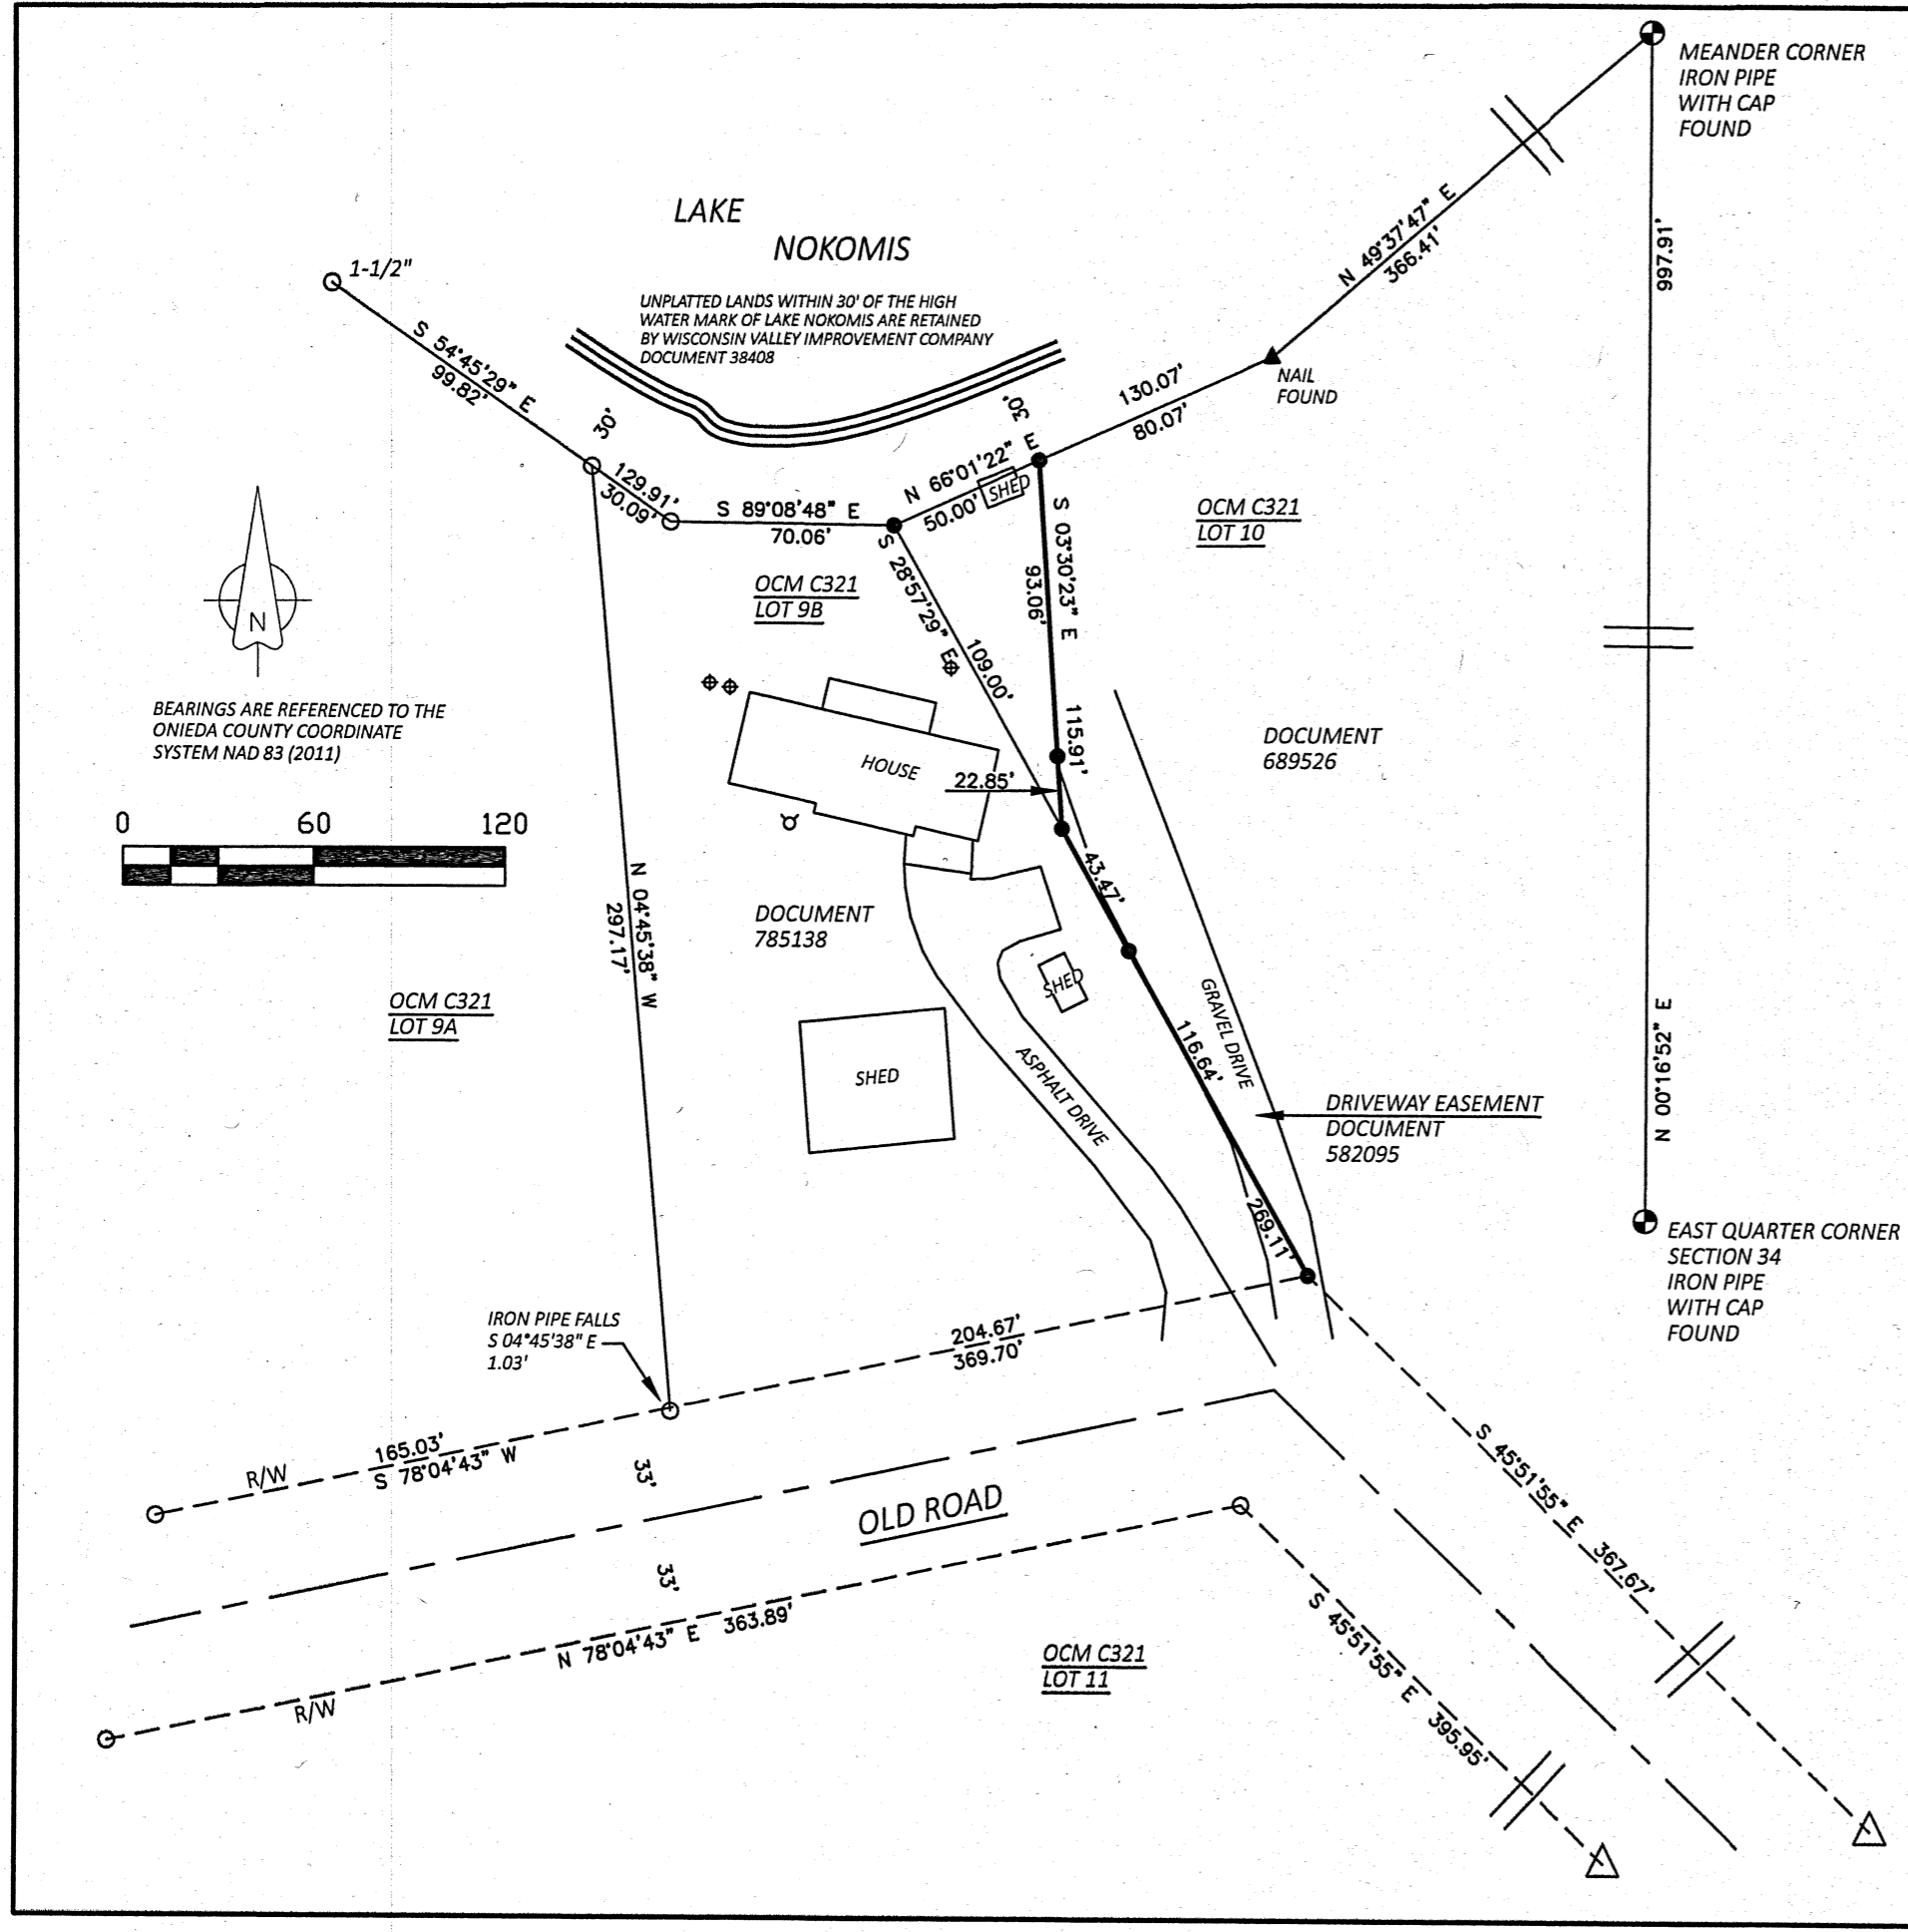 MEANDER CORNER
IRON PIPE
WITH CAP
FOUND
LAKE
NOKOMIS
UNPLATTED LANDS WITHIN 30' OF THE HIGH
WATER MARK OF LAKE NOKOMIS ARE RETAINED
BY WISCONSIN VALLEY IMPROVEMENT COMPANY
DOCUMENT 38408
N 49°37'47" E
366.41'
997.91'
N 00°16'52" E
1-1/2"
S 54°45'29" E
99.82'
30'
129.91'
30.09'
S 89°08'48" E
70.06'
N 66°01'22" E
50.00'
30'
SHED
130.07'
80.07'
NAIL
FOUND
OCM C321
LOT 10
S 03°30'23" E
93.06'
115.91'
S 28°57'29" E
109.00'
OCM C321
LOT 9B
N
BEARINGS ARE REFERENCED TO THE
ONIEDA COUNTY COORDINATE
SYSTEM NAD 83 (2011)
0 60 120
HOUSE
22.85'
DOCUMENT
689526
43.47'
N 04°45'38" W
297.17'
DOCUMENT
785138
OCM C321
LOT 9A
SHED
SHED
ASPHALT DRIVE
GRAVEL DRIVE
116.64'
269.11'
DRIVEWAY EASEMENT
DOCUMENT
582095
EAST QUARTER CORNER
SECTION 34
IRON PIPE
WITH CAP
FOUND
IRON PIPE FALLS
S 04°45'38" E
1.03'
204.67'
369.70'
R/W
165.03'
S 78°04'43" W
33'
OLD ROAD
33'
R/W
N 78°04'43" E 363.89'
OCM C321
LOT 11
S 45°51'55" E 367.67'
S 45°51'55" E 395.95'